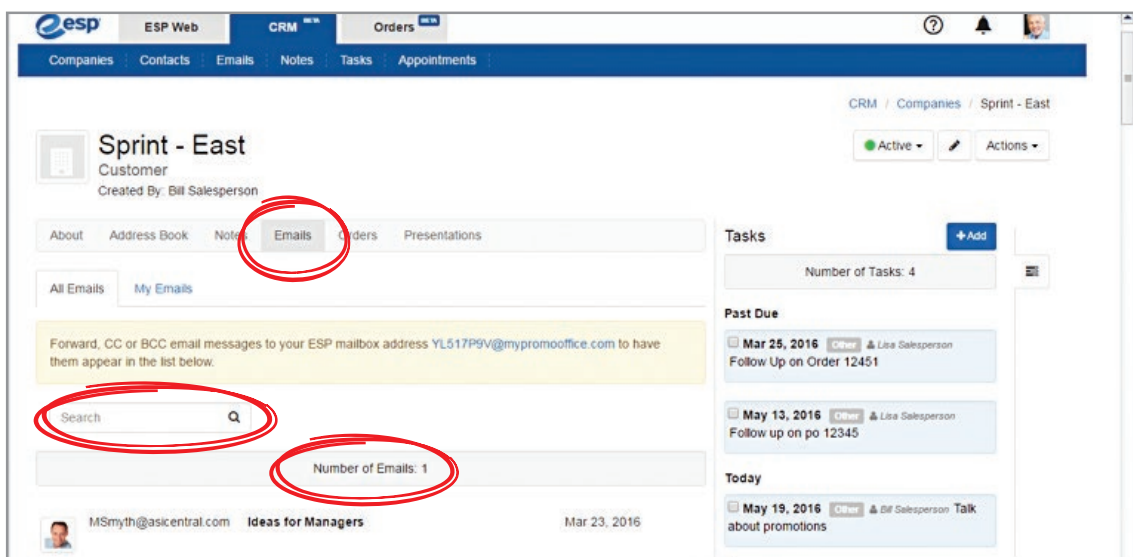 esp ESP Web CRM BETA Orders BETA
Companies Contacts Emails Notes Tasks Appointments
CRM / Companies / Sprint - East
Sprint - East
Customer
Created By: Bill Salesperson
Active Actions
About Address Book Notes Emails Orders Presentations
All Emails My Emails
Forward, CC or BCC email messages to your ESP mailbox address YL517P9V@mypromooffice.com to have
them appear in the list below.
Search
Number of Emails: 1
MSmyth@asicentral.com Ideas for Managers Mar 23, 2016
Tasks +Add
Number of Tasks: 4
Past Due
Mar 25, 2016 Other Lisa Salesperson
Follow Up on Order 12451
May 13, 2016 Other Lisa Salesperson
Follow up on po 12345
Today
May 19, 2016 Other Bill Salesperson Talk
about promotions